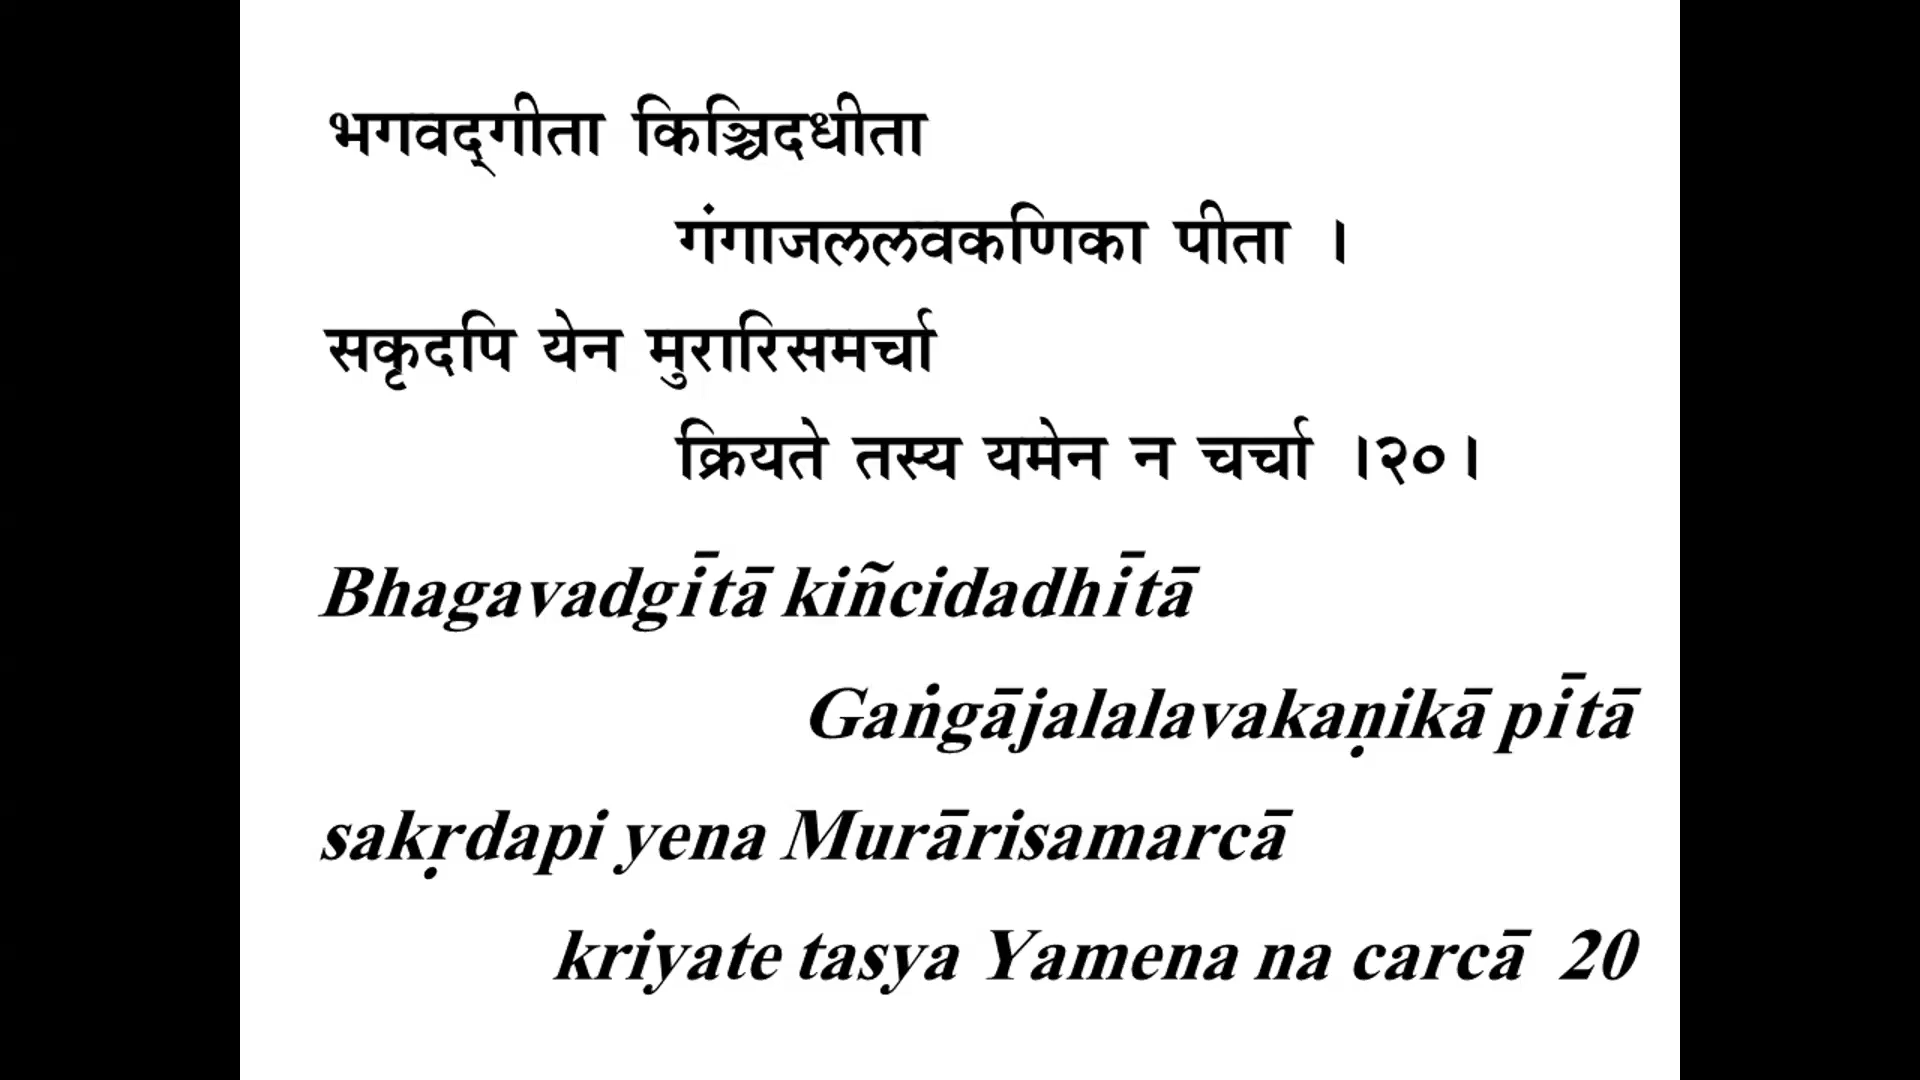 भगवद्‌गीता किञ्चिदधीता
गंगाजललवकणिका पीता ।
सकृदपि येन मुरारिसमर्चा
क्रियते तस्य यमेन न चर्चा ।२०।
Bhagavadgītā kiñcidadhītā
Gaṅgājalalavakaṇikā pītā
sakṛdapi yena Murārisamarcā
kriyate tasya Yamena na carcā 20